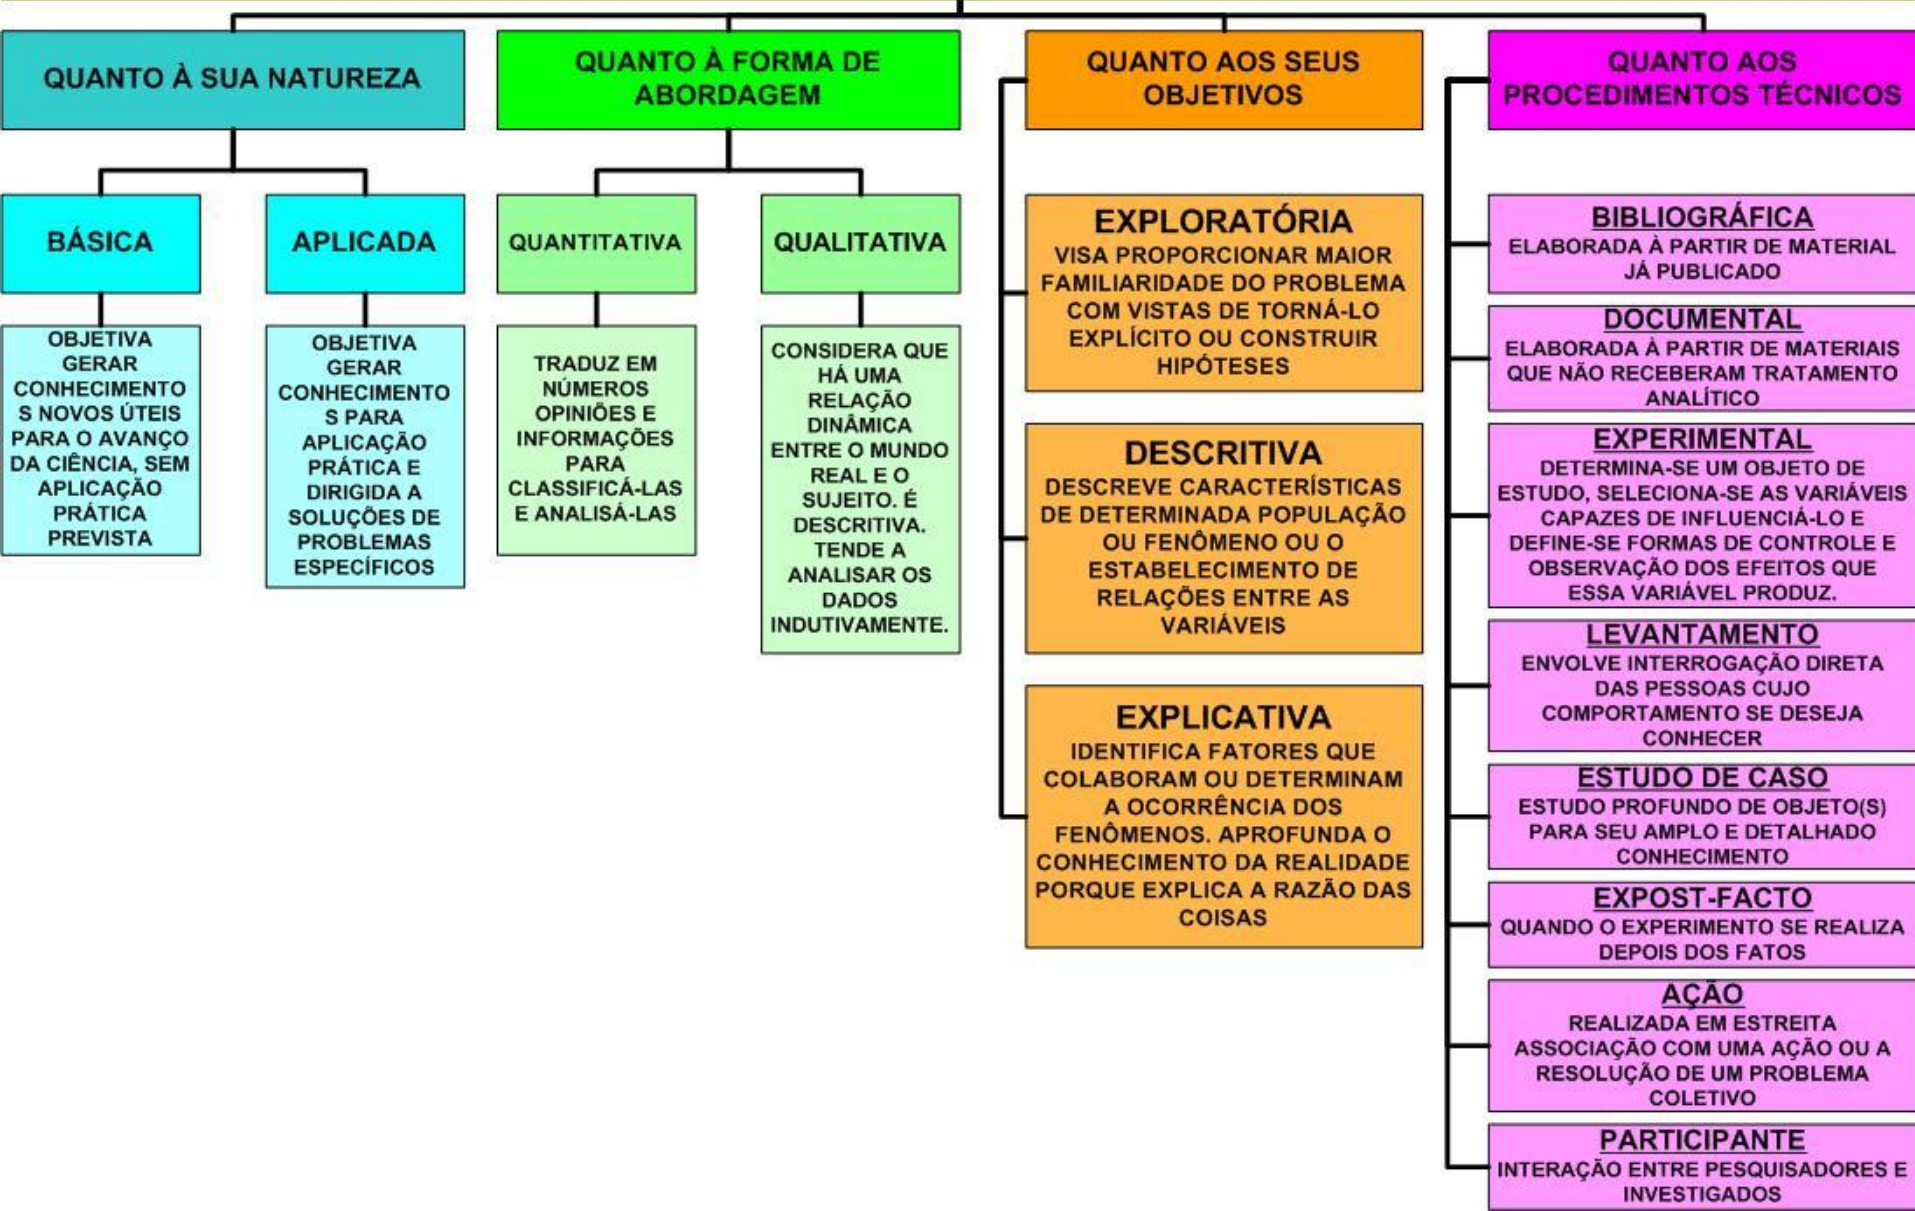 QUANTO À SUA NATUREZA
BÁSICA
OBJETIVA
GERAR
CONHECIMENTO
S NOVOS ÚTEIS
PARA O AVANÇO
DA CIÊNCIA, SEM
APLICAÇÃO
PRÁTICA
PREVISTA
APLICADA
OBJETIVA
GERAR
CONHECIMENTO
S PARA
APLICAÇÃO
PRÁTICA E
DIRIGIDA A
SOLUÇÕES DE
PROBLEMAS
ESPECÍFICOS
QUANTO À FORMA DE
ABORDAGEM
QUANTITATIVA
TRADUZ EM
NÚMEROS
OPINIÕES E
INFORMAÇÕES
PARA
CLASSIFICÁ-LAS
E ANALISÁ-LAS
QUALITATIVA
CONSIDERA QUE
HÁ UMA
RELAÇÃO
DINÂMICA
ENTRE O MUNDO
REAL E O
SUJEITO. É
DESCRITIVA.
TENDE A
ANALISAR OS
DADOS
INDUTIVAMENTE.
QUANTO AOS SEUS
OBJETIVOS
EXPLORATÓRIA
VISA PROPORCIONAR MAIOR
FAMILIARIDADE DO PROBLEMA
COM VISTAS DE TORNÁ-LO
EXPLÍCITO OU CONSTRUIR
HIPÓTESES
DESCRITIVA
DESCREVE CARACTERÍSTICAS
DE DETERMINADA POPULAÇÃO
OU FENÔMENO OU O
ESTABELECIMENTO DE
RELAÇÕES ENTRE AS
VARIÁVEIS
EXPLICATIVA
IDENTIFICA FATORES QUE
COLABORAM OU DETERMINAM
A OCORRÊNCIA DOS
FENÔMENOS. APROFUNDA O
CONHECIMENTO DA REALIDADE
PORQUE EXPLICA A RAZÃO DAS
COISAS
QUANTO AOS
PROCEDIMENTOS TÉCNICOS
BIBLIOGRÁFICA
ELABORADA À PARTIR DE MATERIAL
JÁ PUBLICADO
DOCUMENTAL
ELABORADA À PARTIR DE MATERIAIS
QUE NÃO RECEBERAM TRATAMENTO
ANALÍTICO
EXPERIMENTAL
DETERMINA-SE UM OBJETO DE
ESTUDO, SELECIONA-SE AS VARIÁVEIS
CAPAZES DE INFLUENCIÁ-LO E
DEFINE-SE FORMAS DE CONTROLE E
OBSERVAÇÃO DOS EFEITOS QUE
ESSA VARIÁVEL PRODUZ.
LEVANTAMENTO
ENVOLVE INTERROGAÇÃO DIRETA
DAS PESSOAS CUJO
COMPORTAMENTO SE DESEJA
CONHECER
ESTUDO DE CASO
ESTUDO PROFUNDO DE OBJETO(S)
PARA SEU AMPLO E DETALHADO
CONHECIMENTO
EXPOST-FACTO
QUANDO O EXPERIMENTO SE REALIZA
DEPOIS DOS FATOS
AÇÃO
REALIZADA EM ESTREITA
ASSOCIAÇÃO COM UMA AÇÃO OU A
RESOLUÇÃO DE UM PROBLEMA
COLETIVO
PARTICIPANTE
INTERAÇÃO ENTRE PESQUISADORES E
INVESTIGADOS